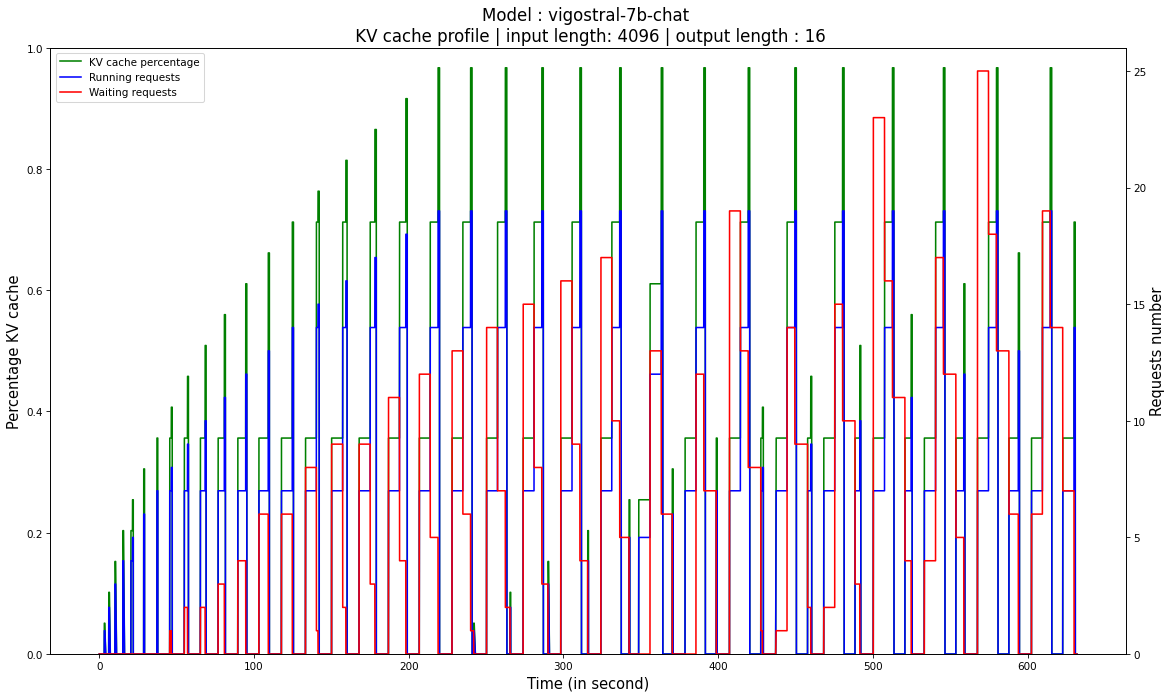 Model : vigostral-7b-chat
KV cache profile | input length: 4096 | output length : 16
KV cache percentage
Running requests
Waiting requests
1.0
0.8
0.6
0.4
0.2
0.0
Percentage KV cache
25
20
15
10
5
0
Requests number
0 100 200 300 400 500 600
Time (in second)